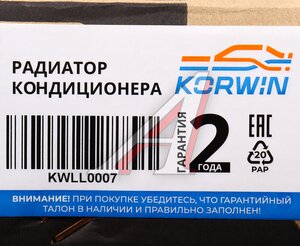 РАДИАТОР
КОНДИЦИОНЕРА
KORWIN
KWLL0007
ГАРАНТИЯ
2
ГОДА
EAC
20
PAP
ВНИМАНИЕ! ПРИ ПОКУПКЕ УБЕДИТЕСЬ, ЧТО ГАРАНТИЙНЫЙ
ТАЛОН В НАЛИЧИИ И ПРАВИЛЬНО ЗАПОЛНЕН!